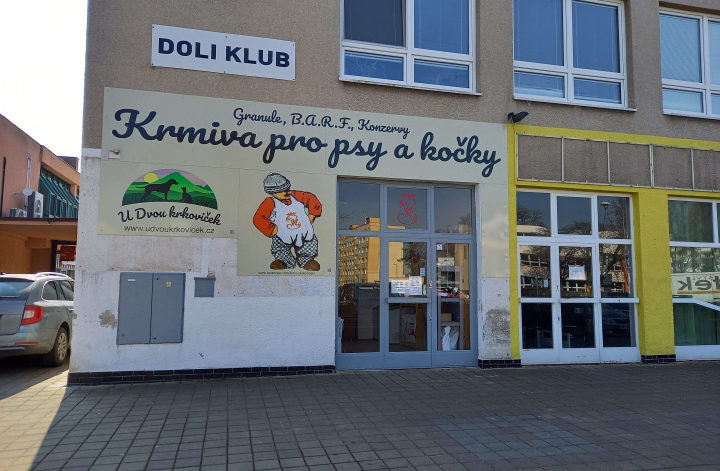 DOLI KLUB
Granule, B.A.R.F., Konzervy
Krmiva pro psy a kočky
U Dvou krkoviček
www.udvoukrkovicek.cz